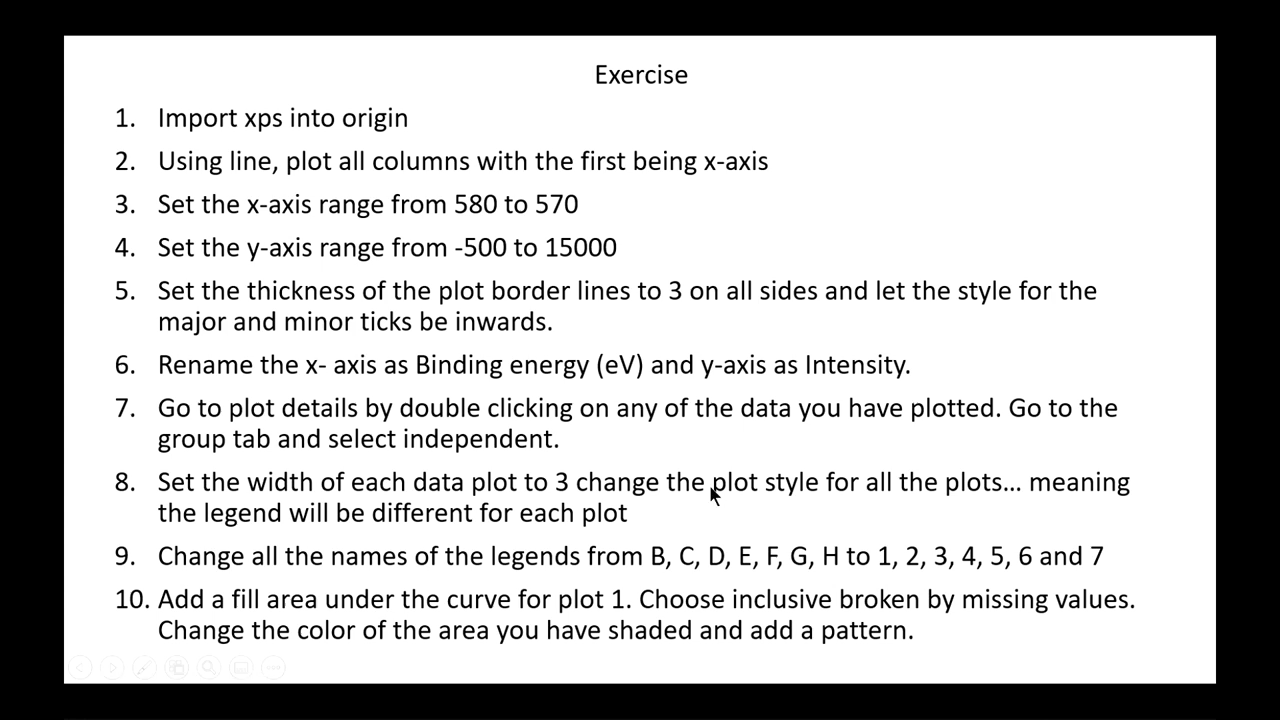 Exercise
1. Import xps into origin
2. Using line, plot all columns with the first being x-axis
3. Set the x-axis range from 580 to 570
4. Set the y-axis range from -500 to 15000
5. Set the thickness of the plot border lines to 3 on all sides and let the style for the
major and minor ticks be inwards.
6. Rename the x- axis as Binding energy (eV) and y-axis as Intensity.
7. Go to plot details by double clicking on any of the data you have plotted. Go to the
group tab and select independent.
8. Set the width of each data plot to 3 change the plot style for all the plots... meaning
the legend will be different for each plot
9. Change all the names of the legends from B, C, D, E, F, G, H to 1, 2, 3, 4, 5, 6 and 7
10. Add a fill area under the curve for plot 1. Choose inclusive broken by missing values.
Change the color of the area you have shaded and add a pattern.